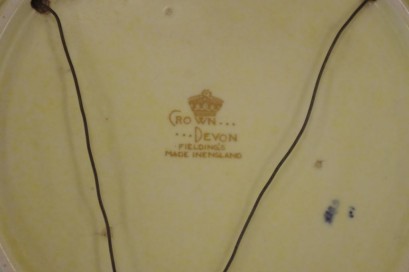 CROWN...
...DEVON
FIELDINGS
MADE IN ENGLAND